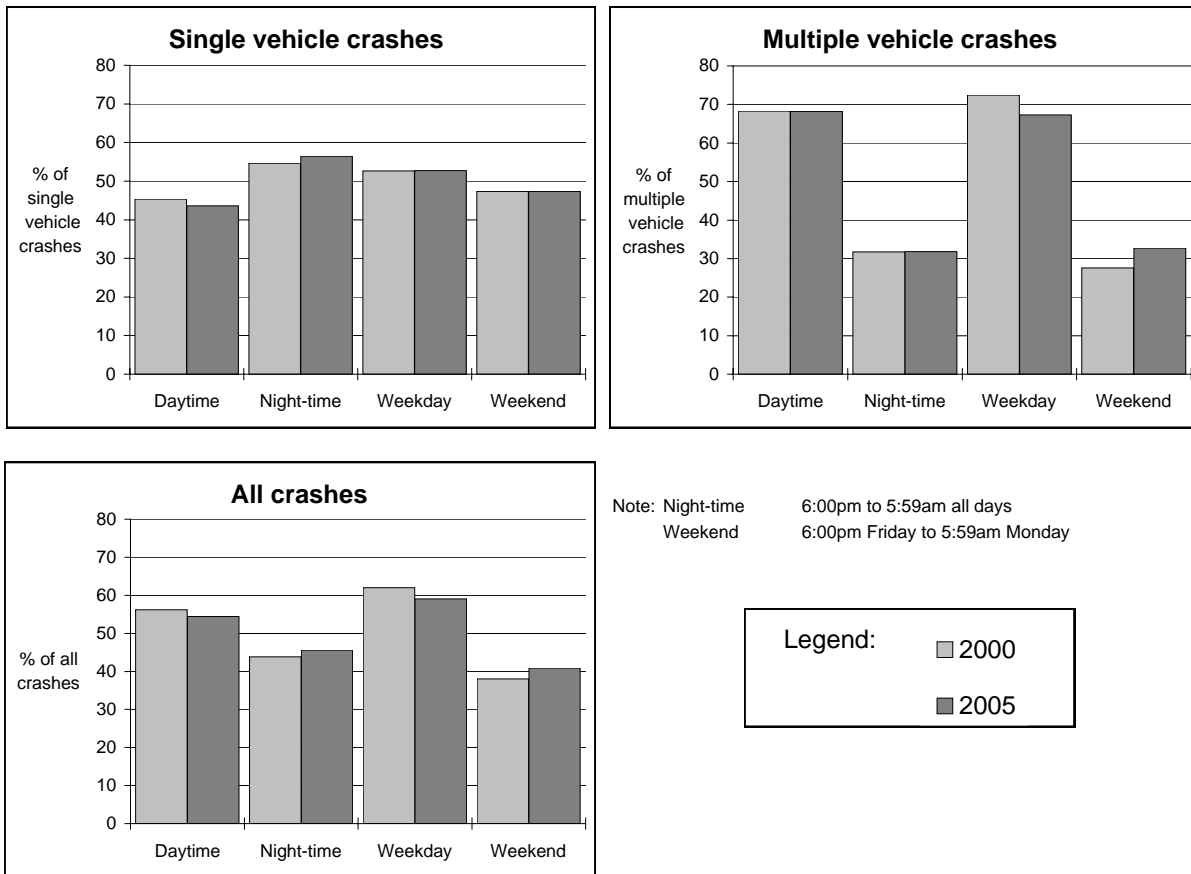 Single vehicle crashes
80
70
60
50
40
30
20
10
0
% of
single
vehicle
crashes
Daytime Night-time Weekday Weekend
Multiple vehicle crashes
80
70
60
50
40
30
20
10
0
% of
multiple
vehicle
crashes
Daytime Night-time Weekday Weekend
All crashes
80
70
60
50
40
30
20
10
0
% of all
crashes
Daytime Night-time Weekday Weekend
Note: Night-time 6:00pm to 5:59am all days
Weekend 6:00pm Friday to 5:59am Monday
Legend: 2000
2005